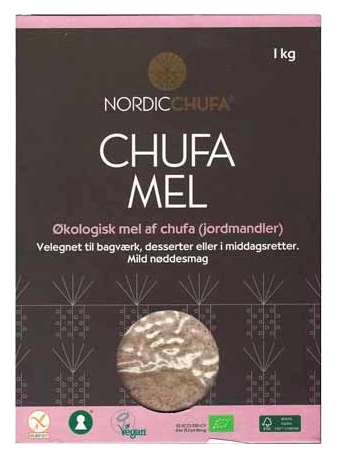 1 kg
NORDICCHUFA®
CHUFA
MEL
Økologisk mel af chufa (jordmandler)
Velegnet til bagværk, desserter eller i middagsretter.
Mild nøddesmag
Vegan
FSC